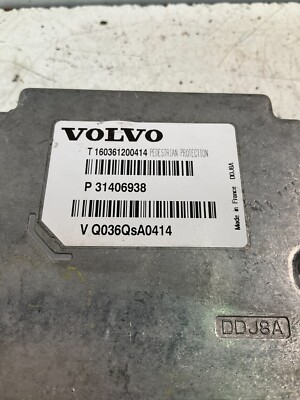 VOLVO
T 160361200414 PEDESTRIAN PROTECTION
P 31406938
V Q036QsA0414
Made in France DDJ8A
DDJ8A